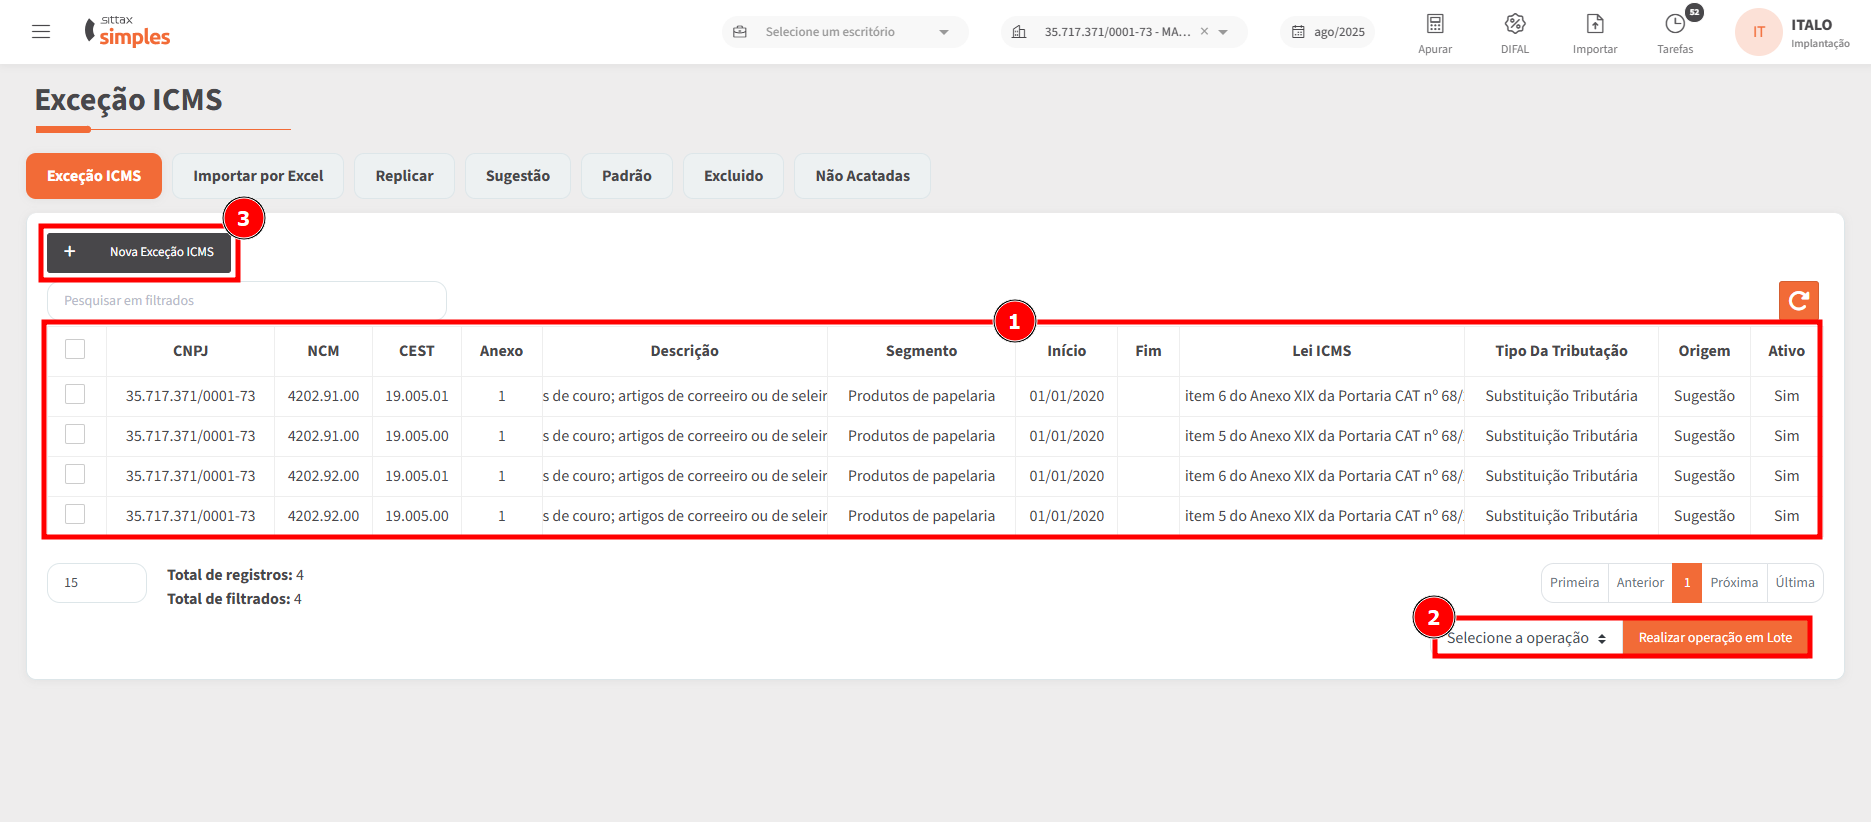 sittax
simples
Selecione um escritório
35.717.371/0001-73 - MA... ×
ago/2025
Apurar
DIFAL
Importar
Tarefas
52
IT
ITALO
Implantação
Exceção ICMS
Exceção ICMS
Importar por Excel
Replicar
Sugestão
Padrão
Excluido
Não Acatadas
3
+ Nova Exceção ICMS
Pesquisar em filtrados
1
CNPJ NCM CEST Anexo Descrição Segmento Início Fim Lei ICMS Tipo Da Tributação Origem Ativo
35.717.371/0001-73 4202.91.00 19.005.01 1 s de couro; artigos de correeiro ou de seleir Produtos de papelaria 01/01/2020 item 6 do Anexo XIX da Portaria CAT nº 68/ Substituição Tributária Sugestão Sim
35.717.371/0001-73 4202.91.00 19.005.00 1 s de couro; artigos de correeiro ou de seleir Produtos de papelaria 01/01/2020 item 5 do Anexo XIX da Portaria CAT nº 68/ Substituição Tributária Sugestão Sim
35.717.371/0001-73 4202.92.00 19.005.01 1 s de couro; artigos de correeiro ou de seleir Produtos de papelaria 01/01/2020 item 6 do Anexo XIX da Portaria CAT nº 68/ Substituição Tributária Sugestão Sim
35.717.371/0001-73 4202.92.00 19.005.00 1 s de couro; artigos de correeiro ou de seleir Produtos de papelaria 01/01/2020 item 5 do Anexo XIX da Portaria CAT nº 68/ Substituição Tributária Sugestão Sim
15
Total de registros: 4
Total de filtrados: 4
Primeira Anterior 1 Próxima Última
2
Selecione a operação
Realizar operação em Lote